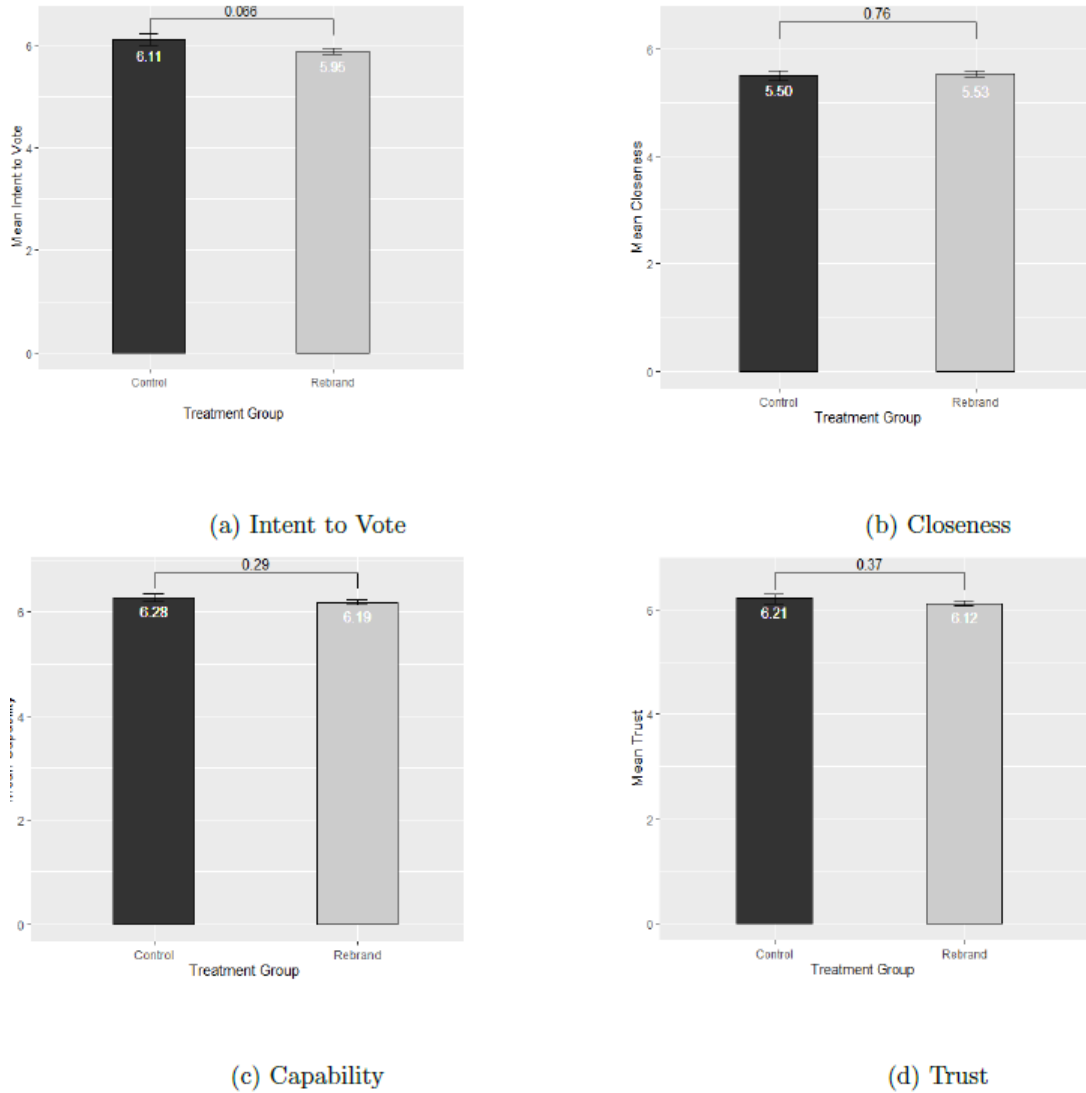 0.066
6
6.11
5.95
4
Mean Intent to Vote
2
0
Control
Rebrand
Treatment Group
(a) Intent to Vote
0.76
6
5.50
5.53
4
Mean Closeness
2
0
Control
Rebrand
Treatment Group
(b) Closeness
0.29
6
6.28
6.19
4
Mean Capability
2
0
Control
Rebrand
Treatment Group
(c) Capability
0.37
6
6.21
6.12
4
Mean Trust
2
0
Control
Rebrand
Treatment Group
(d) Trust